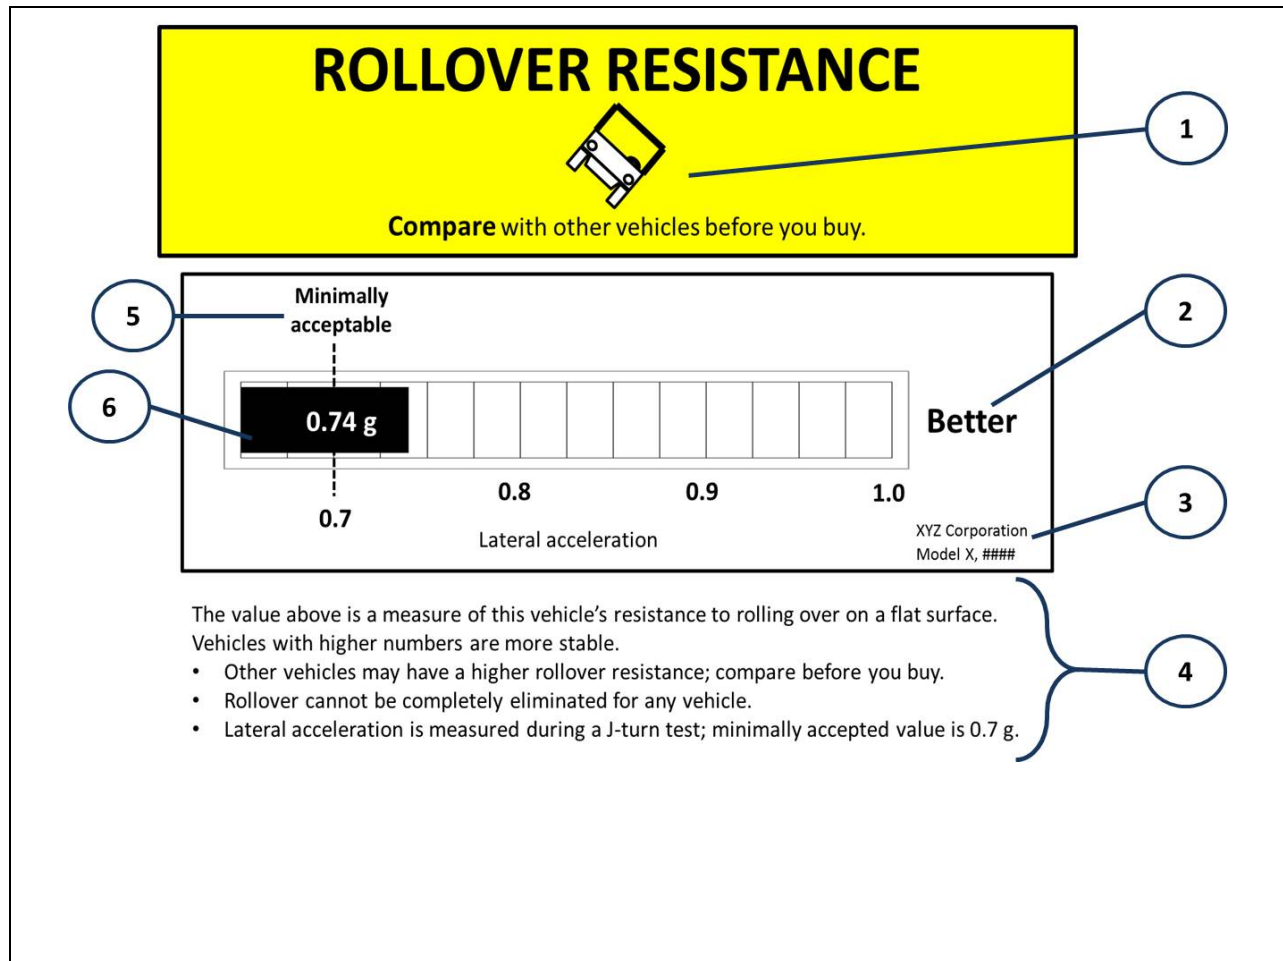 ROLLOVER RESISTANCE
1
Compare with other vehicles before you buy.
Minimally
acceptable
5
2
6
0.74 g
Better
0.7
0.8
0.9
1.0
Lateral acceleration
XYZ Corporation
Model X, ####
3
The value above is a measure of this vehicle's resistance to rolling over on a flat surface.
Vehicles with higher numbers are more stable.
• Other vehicles may have a higher rollover resistance; compare before you buy.
• Rollover cannot be completely eliminated for any vehicle.
• Lateral acceleration is measured during a J-turn test; minimally accepted value is 0.7 g.
4